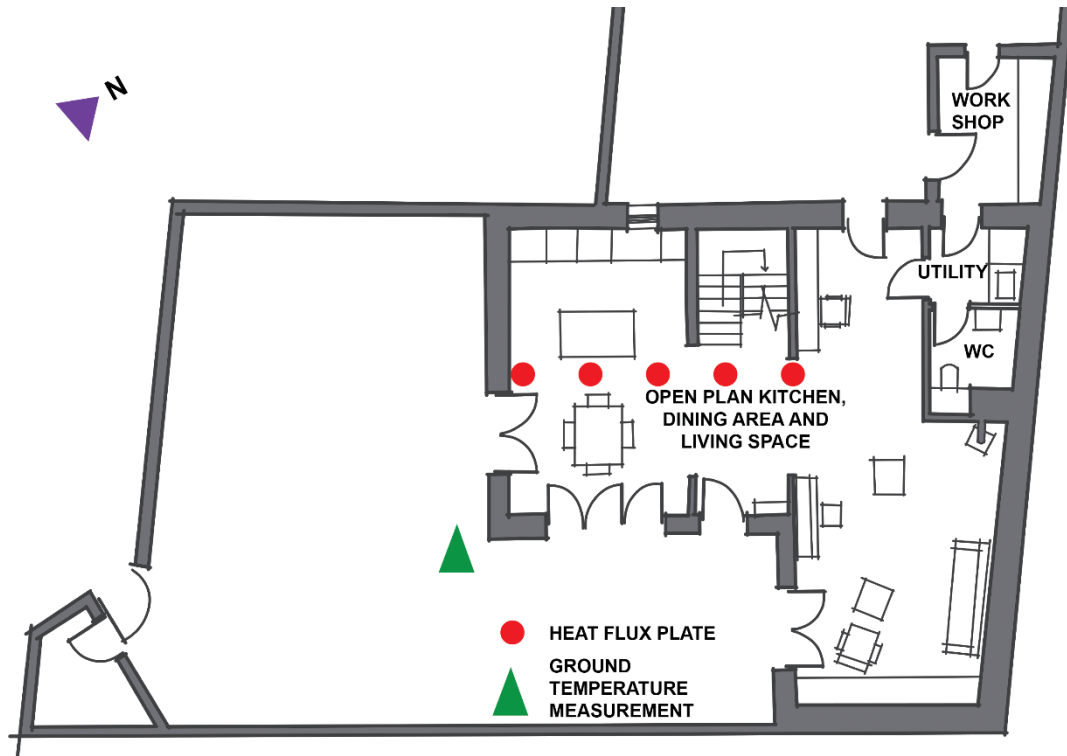 N
WORK
SHOP
UTILITY
WC
OPEN PLAN KITCHEN,
DINING AREA AND
LIVING SPACE
HEAT FLUX PLATE
GROUND
TEMPERATURE
MEASUREMENT